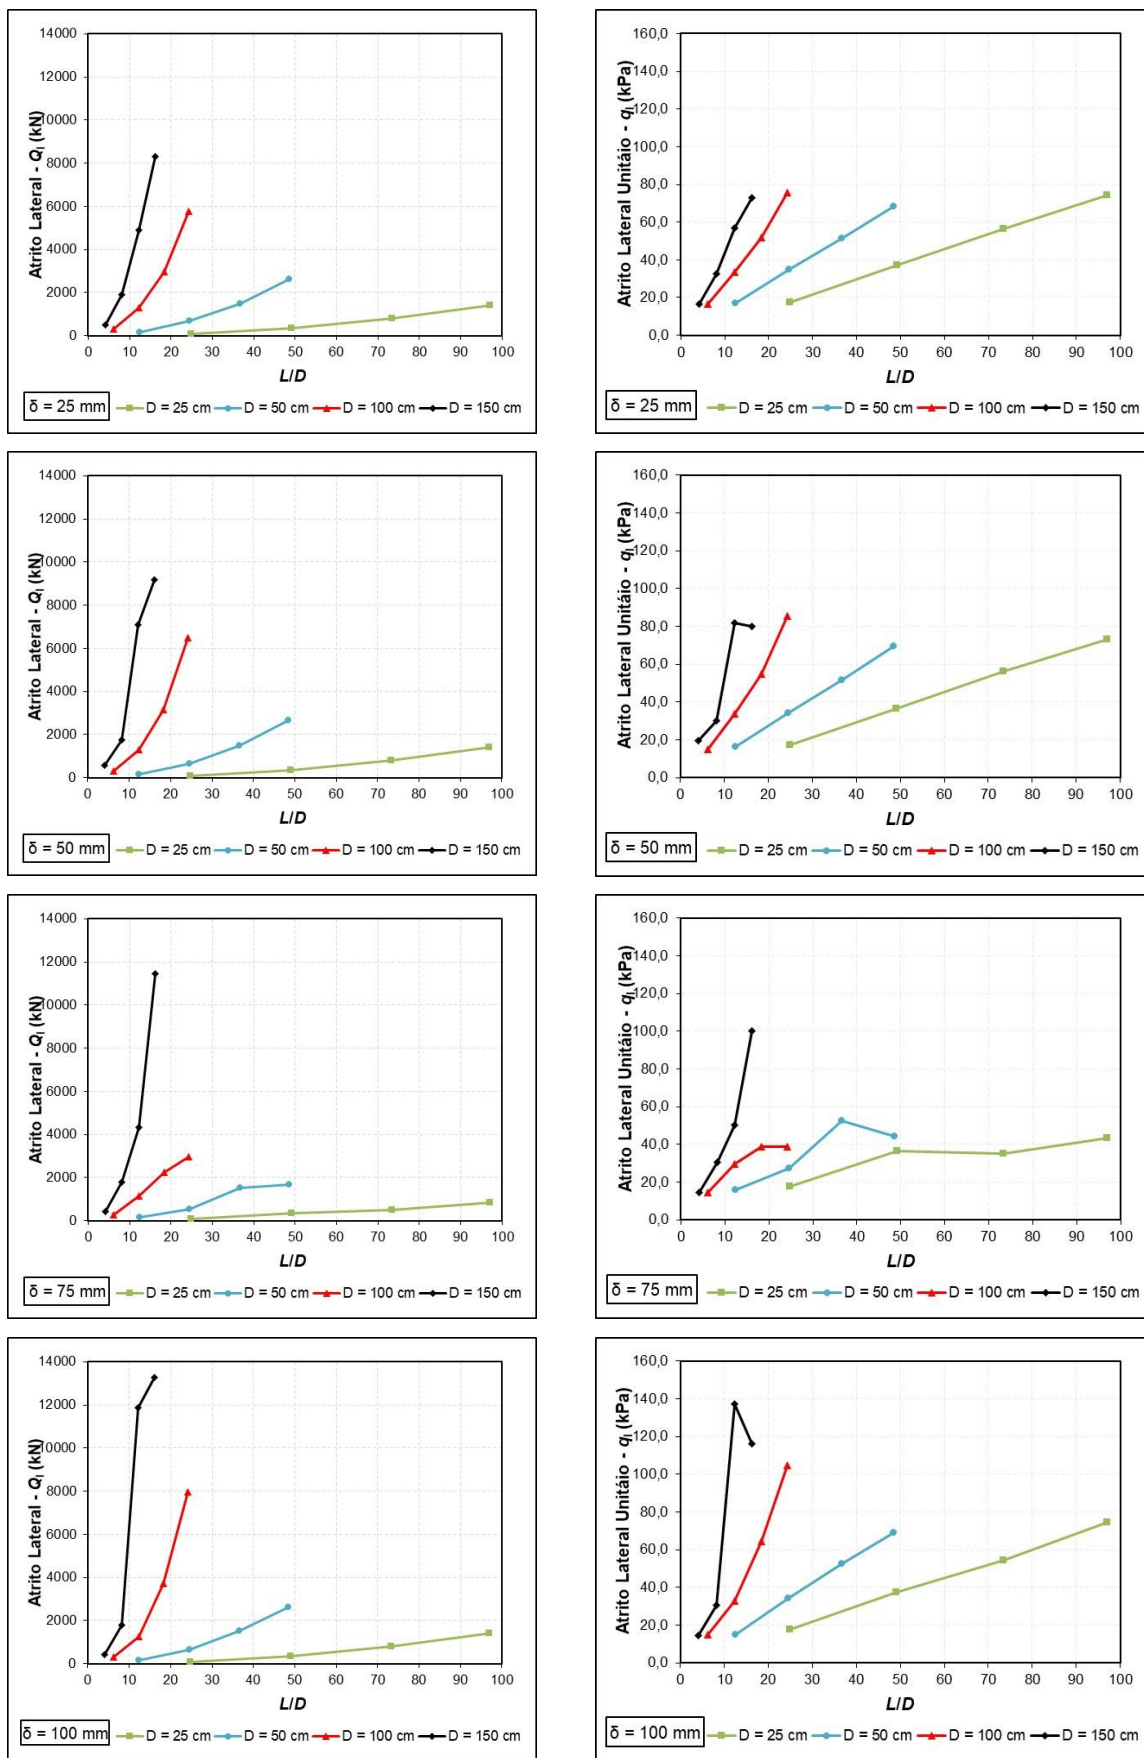 Atrito Lateral - Ql (kN)
14000
12000
10000
8000
6000
4000
2000
0
0 10 20 30 40 50 60 70 80 90 100
L/D
δ = 25 mm D = 25 cm D = 50 cm D = 100 cm D = 150 cm
Atrito Lateral Unitáio - ql (kPa)
160,0
140,0
120,0
100,0
80,0
60,0
40,0
20,0
0,0
0 10 20 30 40 50 60 70 80 90 100
L/D
δ = 25 mm D = 25 cm D = 50 cm D = 100 cm D = 150 cm
Atrito Lateral - Ql (kN)
14000
12000
10000
8000
6000
4000
2000
0
0 10 20 30 40 50 60 70 80 90 100
L/D
δ = 50 mm D = 25 cm D = 50 cm D = 100 cm D = 150 cm
Atrito Lateral Unitáio - ql (kPa)
160,0
140,0
120,0
100,0
80,0
60,0
40,0
20,0
0,0
0 10 20 30 40 50 60 70 80 90 100
L/D
δ = 50 mm D = 25 cm D = 50 cm D = 100 cm D = 150 cm
Atrito Lateral - Ql (kN)
14000
12000
10000
8000
6000
4000
2000
0
0 10 20 30 40 50 60 70 80 90 100
L/D
δ = 75 mm D = 25 cm D = 50 cm D = 100 cm D = 150 cm
Atrito Lateral Unitáio - ql (kPa)
160,0
140,0
120,0
100,0
80,0
60,0
40,0
20,0
0,0
0 10 20 30 40 50 60 70 80 90 100
L/D
δ = 75 mm D = 25 cm D = 50 cm D = 100 cm D = 150 cm
Atrito Lateral - Ql (kN)
14000
12000
10000
8000
6000
4000
2000
0
0 10 20 30 40 50 60 70 80 90 100
L/D
δ = 100 mm D = 25 cm D = 50 cm D = 100 cm D = 150 cm
Atrito Lateral Unitáio - ql (kPa)
160,0
140,0
120,0
100,0
80,0
60,0
40,0
20,0
0,0
0 10 20 30 40 50 60 70 80 90 100
L/D
δ = 100 mm D = 25 cm D = 50 cm D = 100 cm D = 150 cm